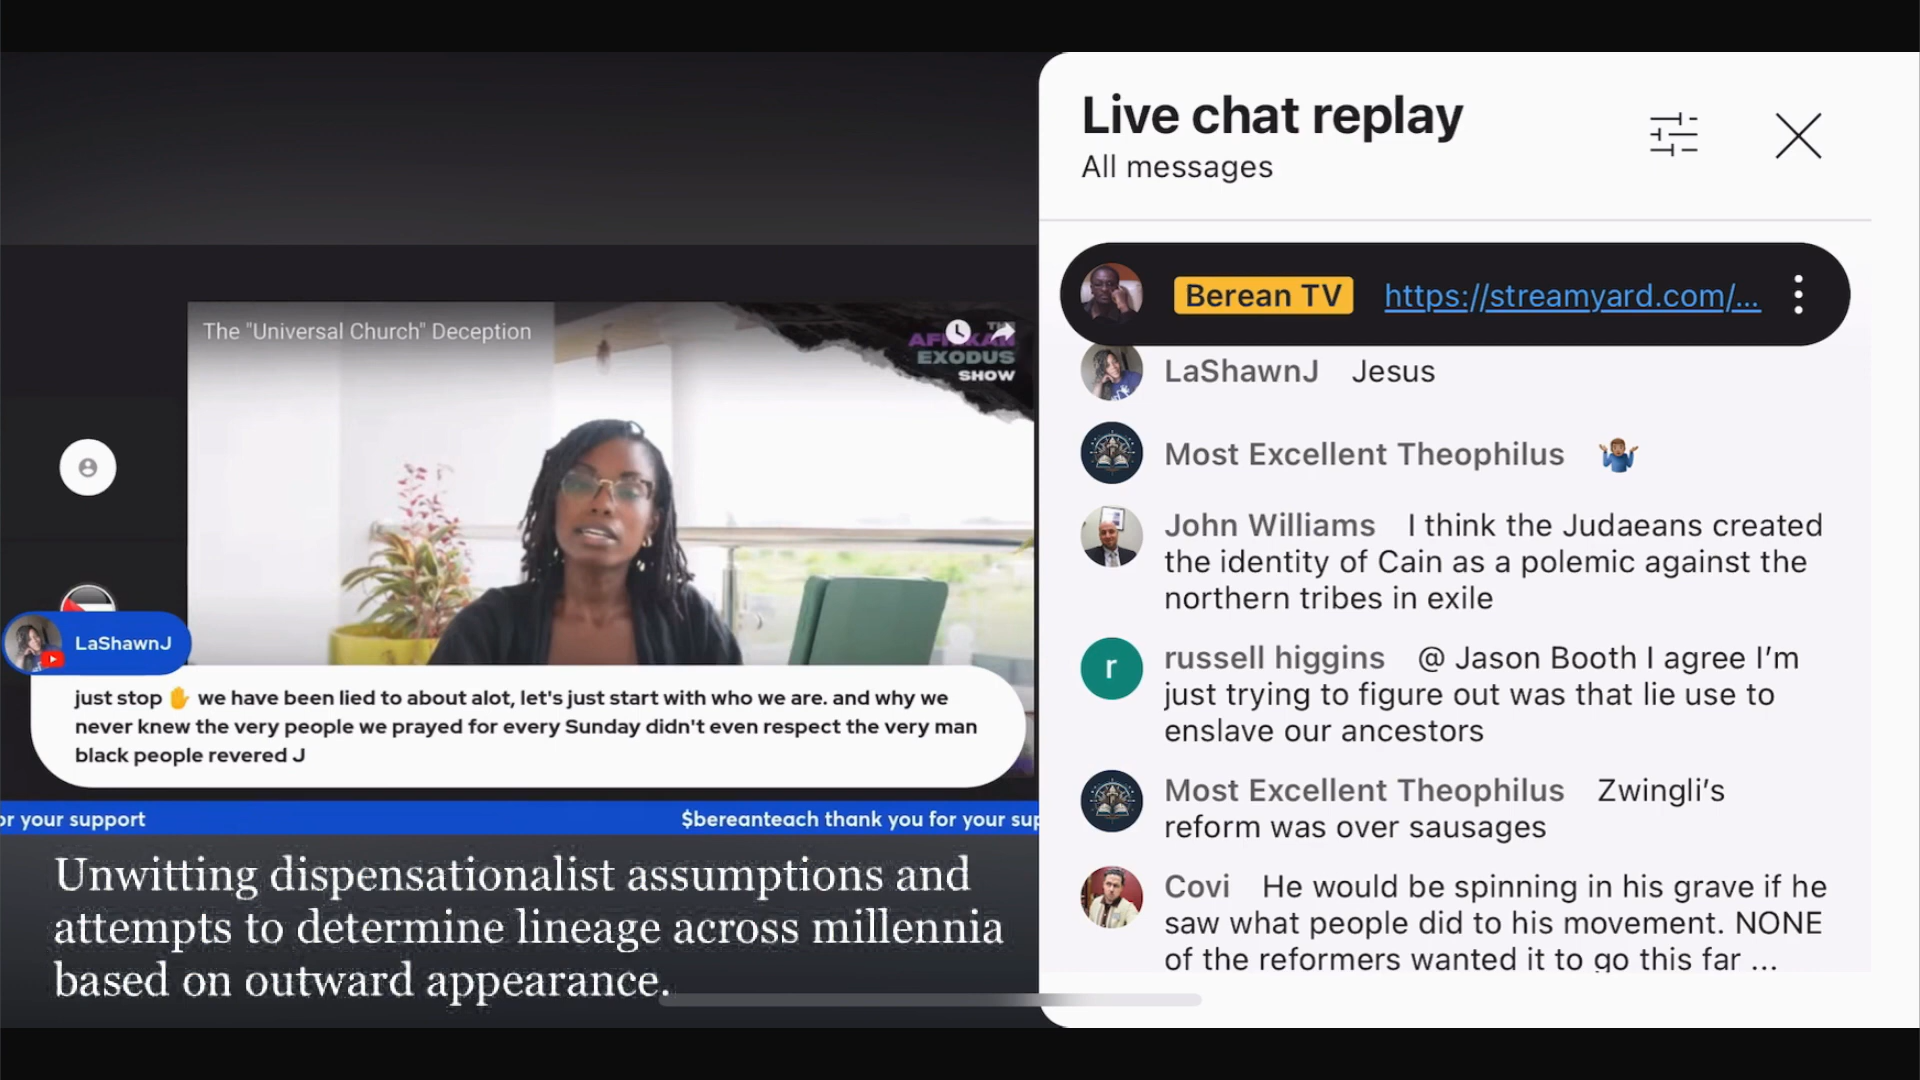 The "Universal Church" Deception
THE
AFRIKAN
EXODUS
SHOW
LaShawnJ
just stop ✋ we have been lied to about alot, let's just start with who we are. and why we
never knew the very people we prayed for every Sunday didn't even respect the very man
black people revered J
or your support
$bereanteach thank you for your sup
Unwitting dispensationalist assumptions and
attempts to determine lineage across millennia
based on outward appearance.
Live chat replay
All messages
Berean TV https://streamyard.com/...
LaShawnJ Jesus
Most Excellent Theophilus 🤷🏾‍♂️
John Williams I think the Judaeans created
the identity of Cain as a polemic against the
northern tribes in exile
r
russell higgins @ Jason Booth I agree I’m
just trying to figure out was that lie use to
enslave our ancestors
Most Excellent Theophilus Zwingli’s
reform was over sausages
Covi He would be spinning in his grave if he
saw what people did to his movement. NONE
of the reformers wanted it to go this far ...